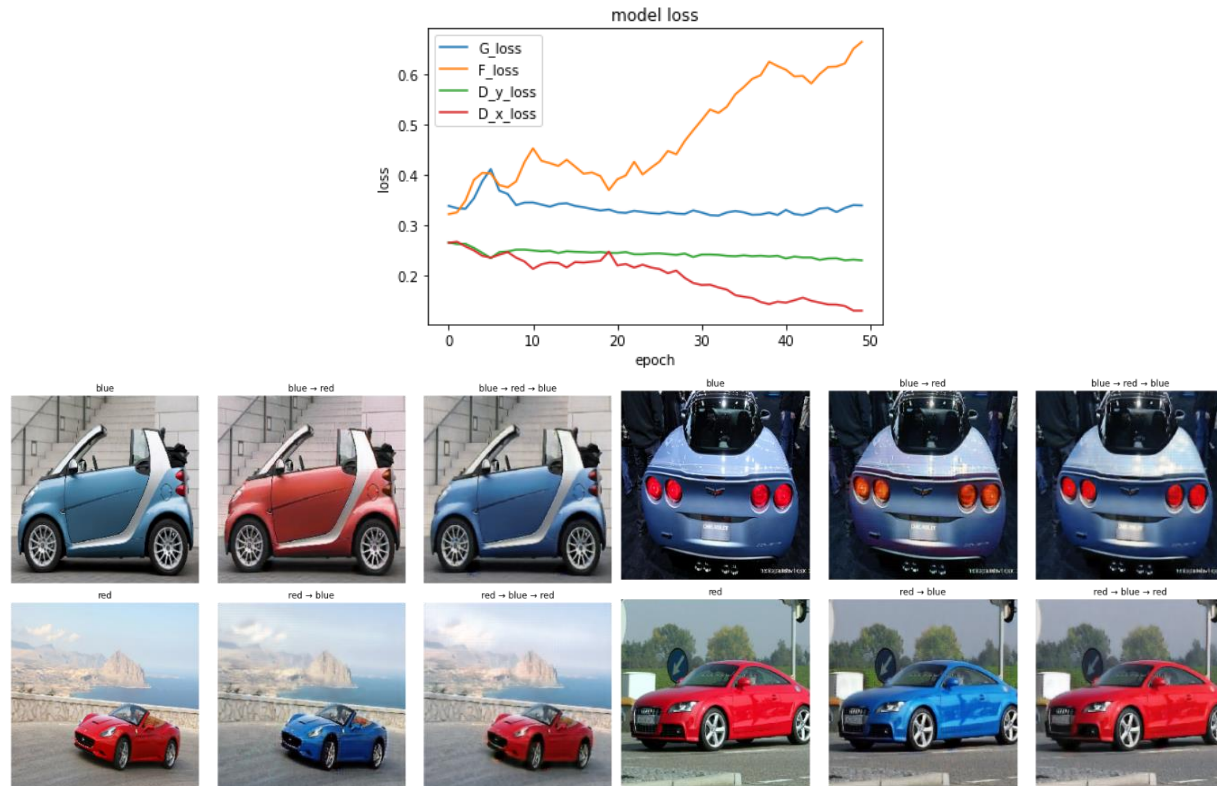 model loss
G_loss
F_loss
D_y_loss
D_x_loss
loss
0.6
0.5
0.4
0.3
0.2
0
10
20
30
40
50
epoch
blue
blue → red
blue → red → blue
blue
blue → red
blue → red → blue
red
red → blue
red → blue → red
red
red → blue
red → blue → red